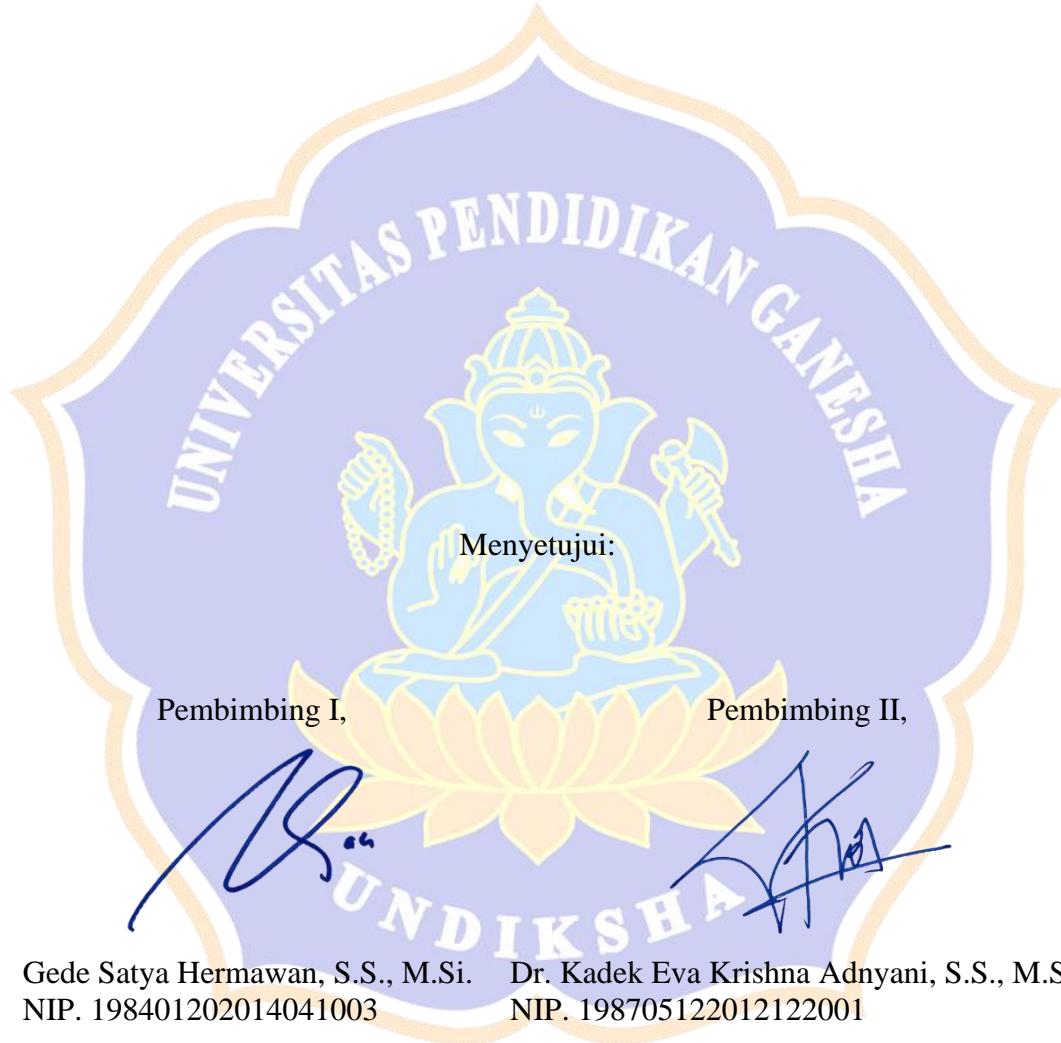 UNIVERSITAS PENDIDIKAN GANESHA
Menyetujui:
Pembimbing I,
Pembimbing II,
UNDIKSHA
Gede Satya Hermawan, S.S., M.Si.
Dr. Kadek Eva Krishna Adnyani, S.S., M.S
NIP. 198401202014041003
NIP. 198705122012122001